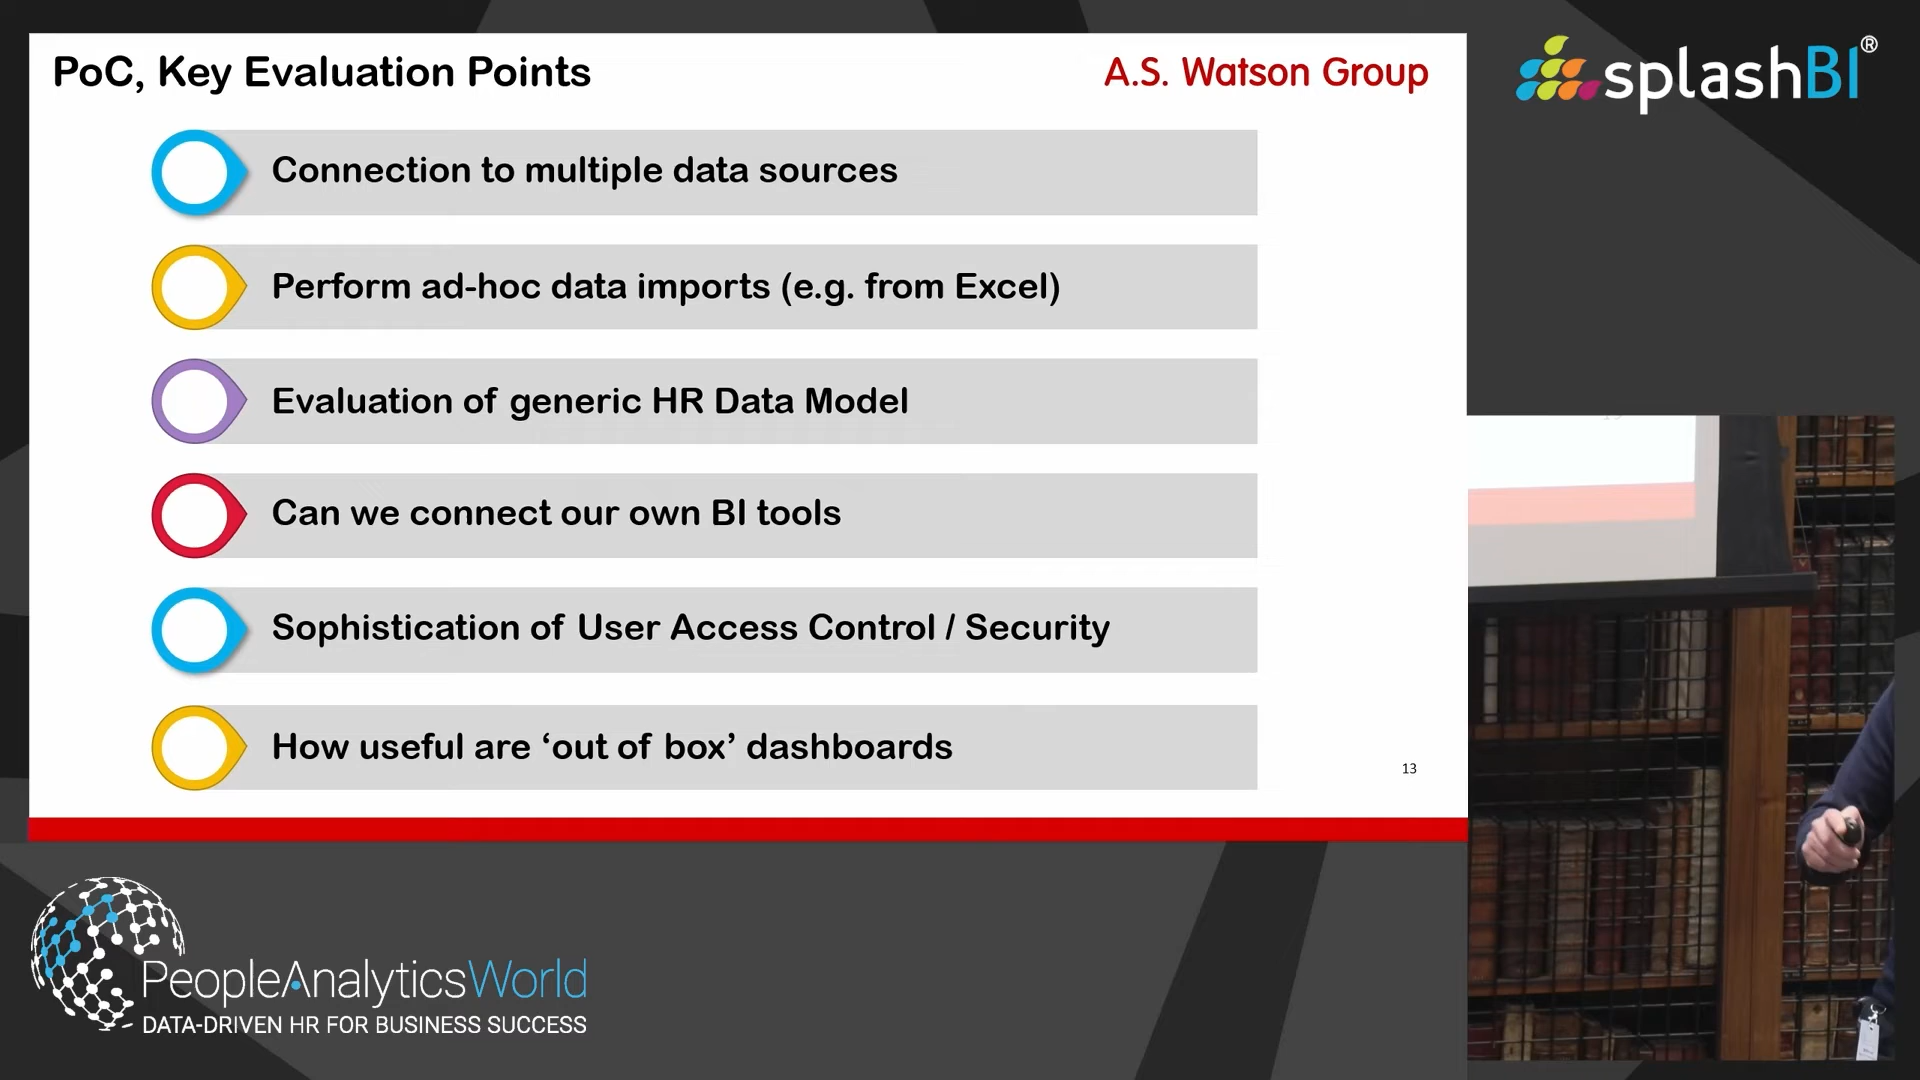 PoC, Key Evaluation Points
A.S. Watson Group
splashBI®
Connection to multiple data sources
Perform ad-hoc data imports (e.g. from Excel)
Evaluation of generic HR Data Model
Can we connect our own BI tools
Sophistication of User Access Control / Security
How useful are ‘out of box’ dashboards
13
PeopleAnalyticsWorld
DATA-DRIVEN HR FOR BUSINESS SUCCESS